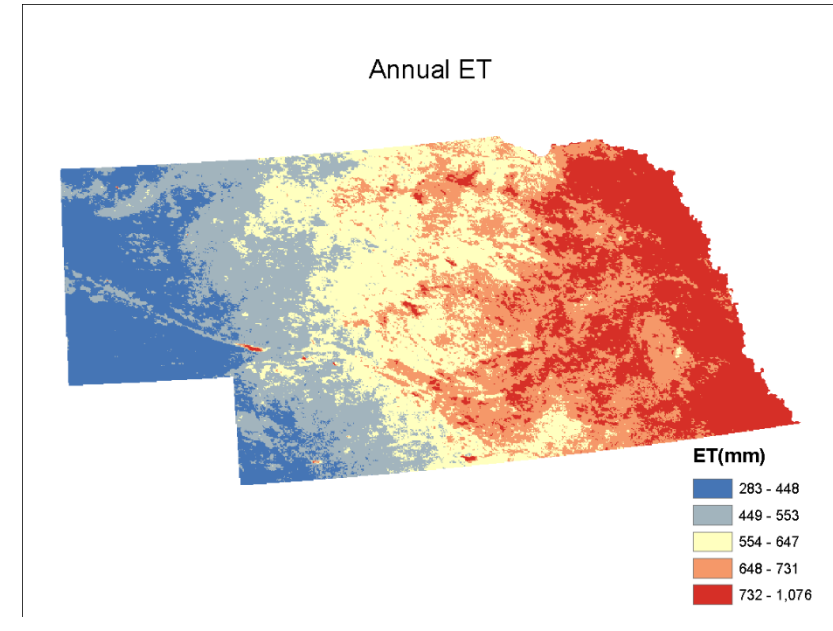 Annual ET
ET(mm)
283 - 448
449 - 553
554 - 647
648 - 731
732 - 1,076